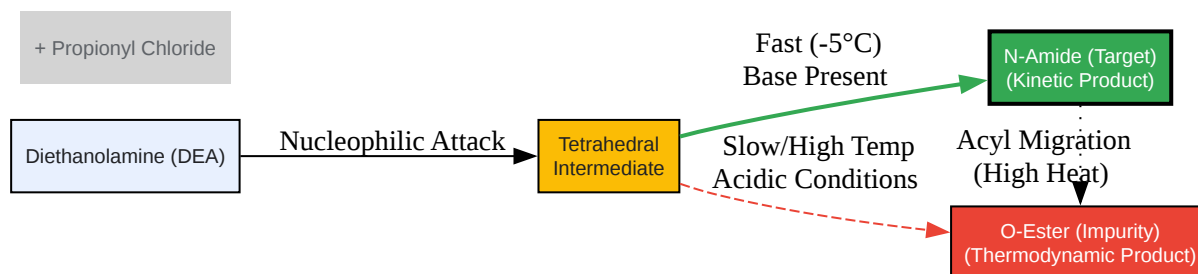 + Propionyl Chloride
Diethanolamine (DEA)
Nucleophilic Attack
Tetrahedral
Intermediate
Fast (-5°C)
Base Present
Slow/High Temp
Acidic Conditions
N-Amide (Target)
(Kinetic Product)
Acyl Migration
(High Heat)
O-Ester (Impurity)
(Thermodynamic Product)